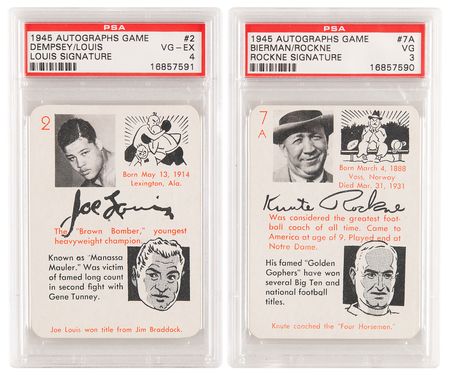 PSA
1945 AUTOGRAPHS GAME #2
DEMPSEY/LOUIS VG-EX
LOUIS SIGNATURE 4
16857591
2
Born May 13, 1914
Lexington, Ala.
Joe Louis
The "Brown Bomber," youngest
heavyweight champion.
Known as 'Manassa
Mauler." Was victim
of famed long count
in second fight with
Gene Tunney.
Joe Louis won title from Jim Braddock.
PSA
1945 AUTOGRAPHS GAME #7A
BIERMAN/ROCKNE VG
ROCKNE SIGNATURE 3
16857590
7
A
Born March 4, 1888
Voss, Norway
Died Mar. 31, 1931
Knute Rockne
Was considered the greatest foot-
ball coach of all time. Came to
America at age of 9. Played end at
Notre Dame.
His famed "Golden
Gophers" have won
several Big Ten and
national football
titles.
Knute coached the "Four Horsemen."